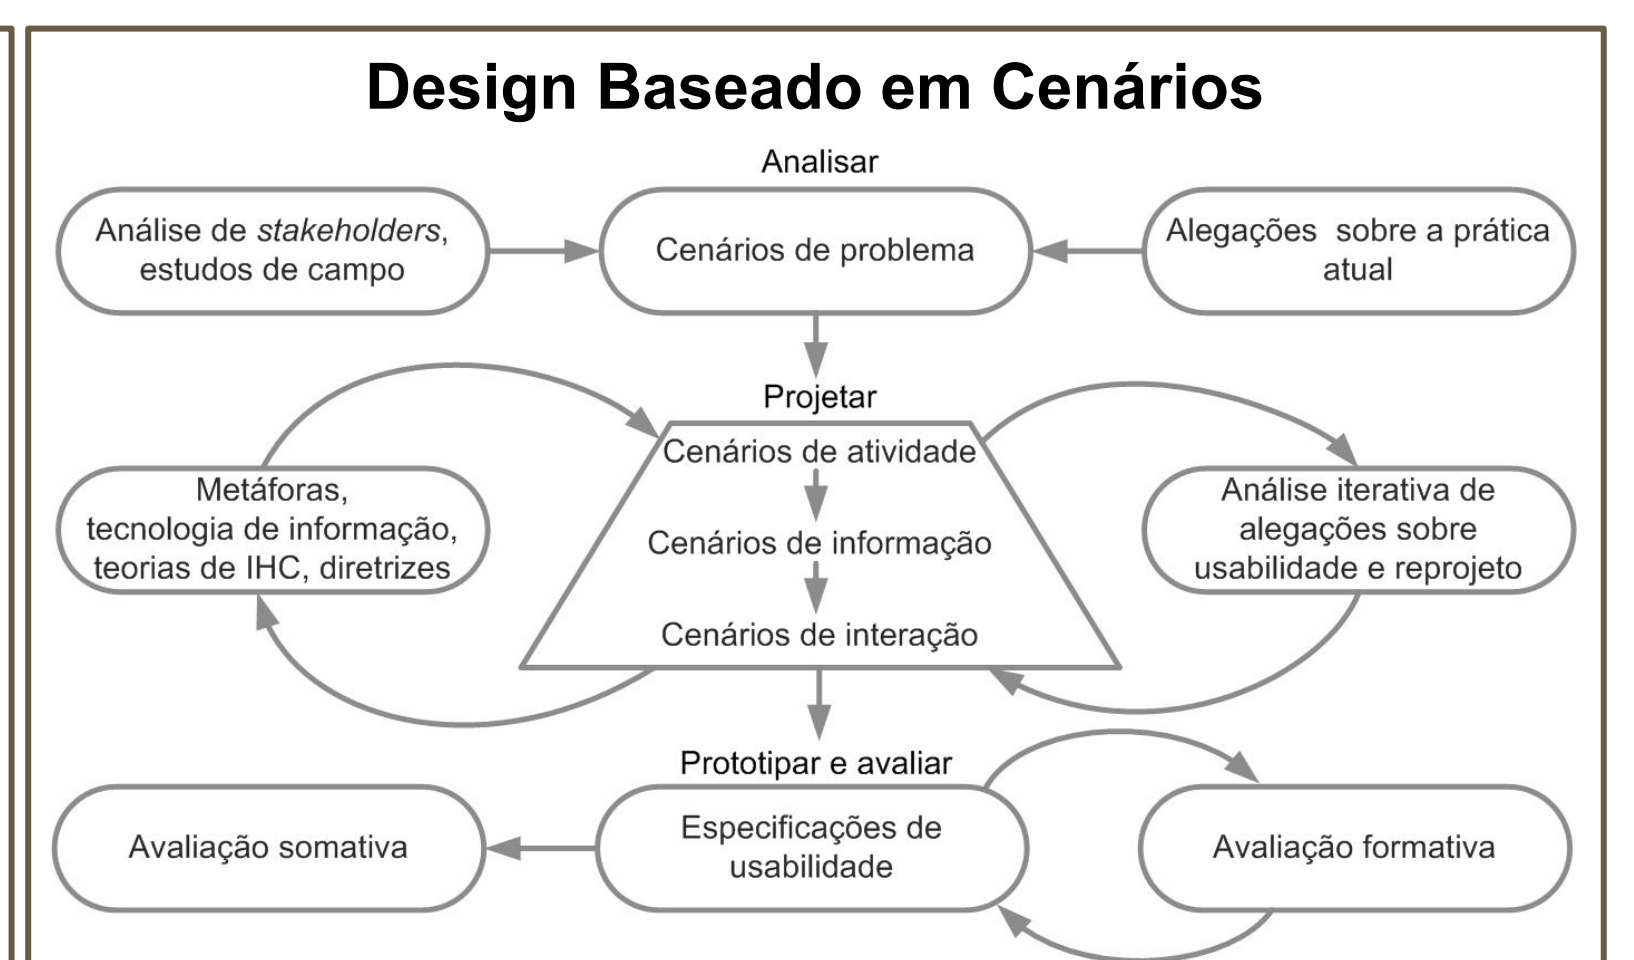 Design Baseado em Cenários
Analisar
Análise de stakeholders,
estudos de campo
Cenários de problema
Alegações sobre a prática
atual
Projetar
Cenários de atividade
Cenários de informação
Cenários de interação
Metáforas,
tecnologia de informação,
teorias de IHC, diretrizes
Análise iterativa de
alegações sobre
usabilidade e reprojeto
Prototipar e avaliar
Avaliação somativa
Especificações de
usabilidade
Avaliação formativa